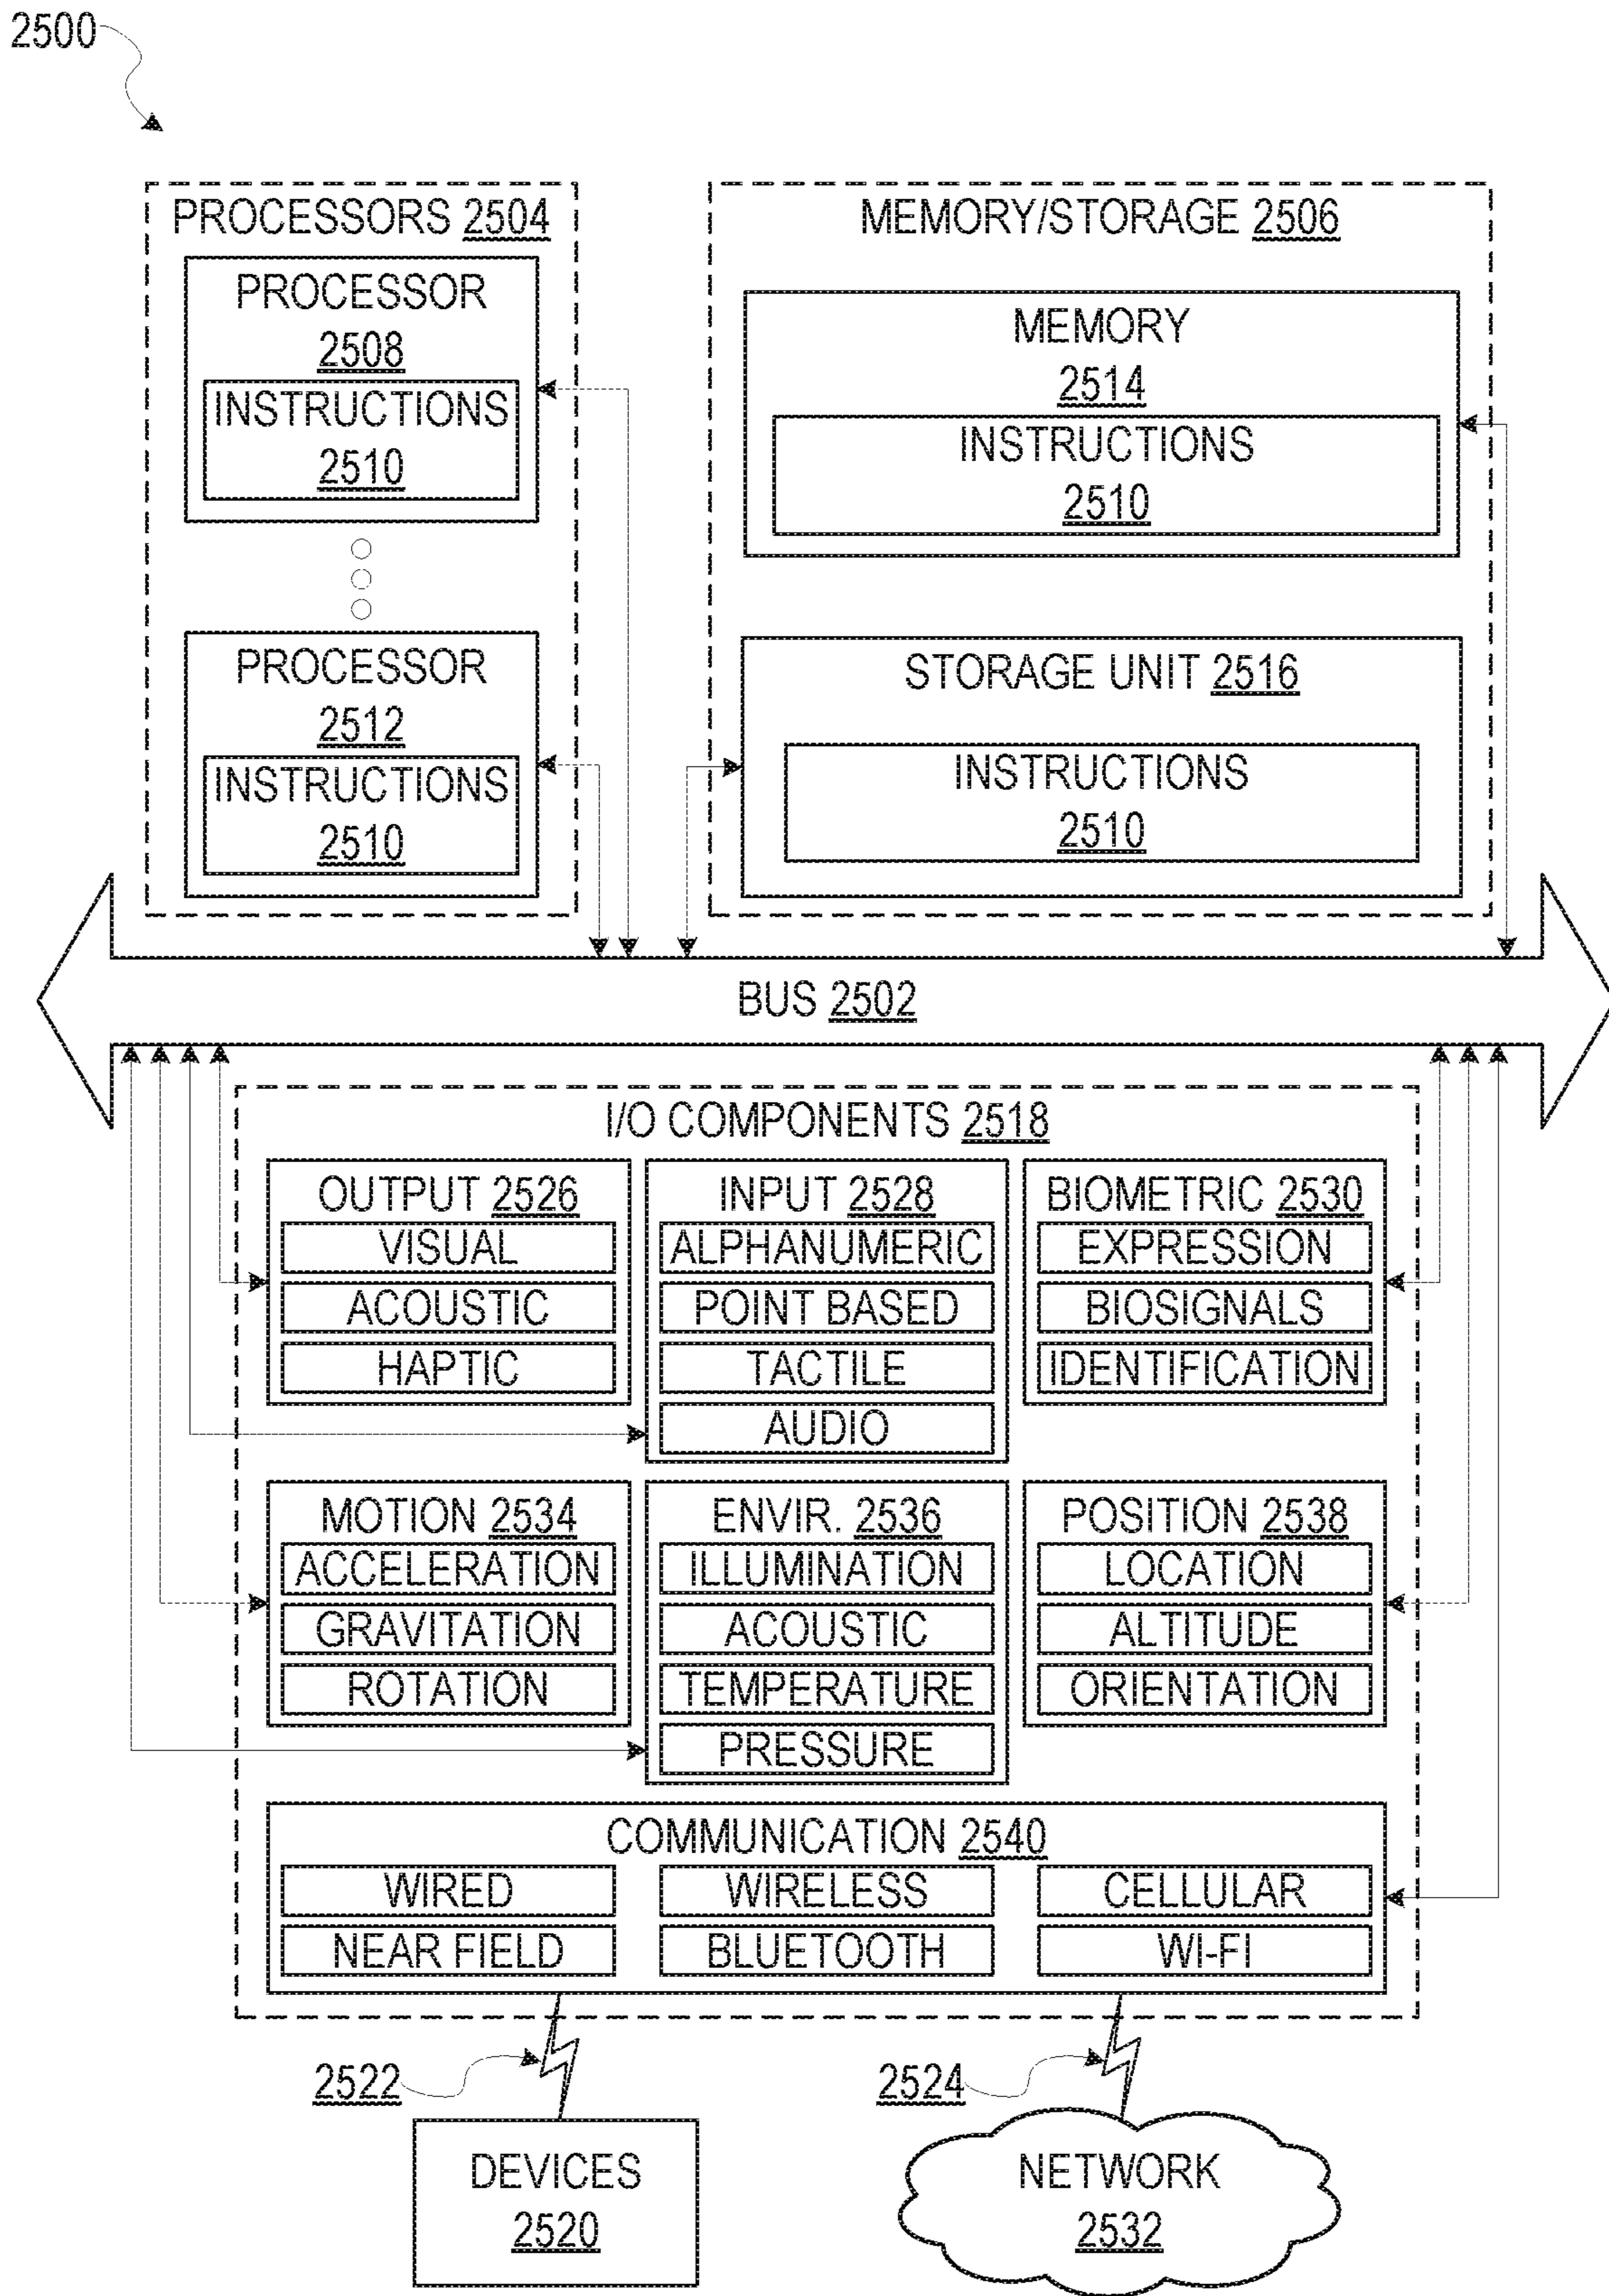 2500
PROCESSORS 2504
PROCESSOR
2508
INSTRUCTIONS
2510
PROCESSOR
2512
INSTRUCTIONS
2510
MEMORY/STORAGE 2506
MEMORY
2514
INSTRUCTIONS
2510
STORAGE UNIT 2516
INSTRUCTIONS
2510
BUS 2502
I/O COMPONENTS 2518
OUTPUT 2526
VISUAL
ACOUSTIC
HAPTIC
INPUT 2528
ALPHANUMERIC
POINT BASED
TACTILE
AUDIO
BIOMETRIC 2530
EXPRESSION
BIOSIGNALS
IDENTIFICATION
MOTION 2534
ACCELERATION
GRAVITATION
ROTATION
ENVIR. 2536
ILLUMINATION
ACOUSTIC
TEMPERATURE
PRESSURE
POSITION 2538
LOCATION
ALTITUDE
ORIENTATION
COMMUNICATION 2540
WIRED
WIRELESS
CELLULAR
NEAR FIELD
BLUETOOTH
WI-FI
2522
2524
DEVICES
2520
NETWORK
2532